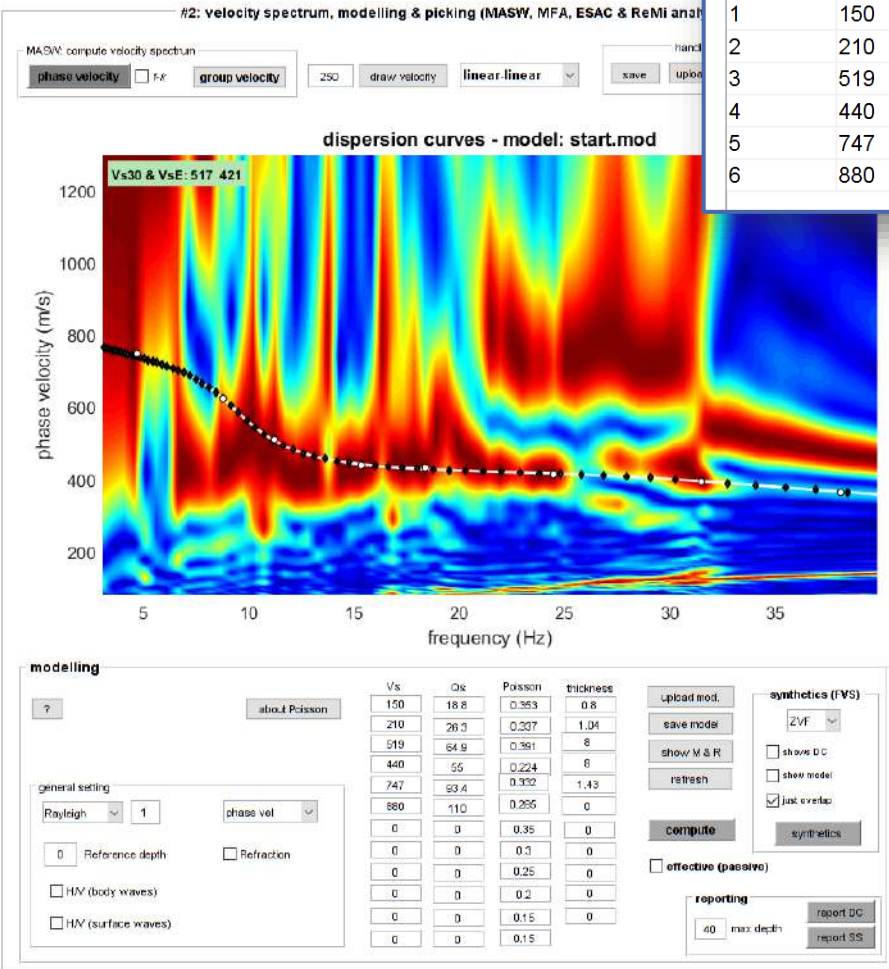 #2: velocity spectrum, modelling & picking (MASW, MFA, ESAC & ReMi
MASW: compute velocity spectrum
phase velocity
f-k
group velocity
250
draw velocity
linear-linear
save
1 150
2 210
3 519
4 440
5 747
6 880
dispersion curves - model: start.mod
Vs30 & VsE: 517 421
phase velocity (m/s)
1200
1000
800
600
400
200
5 10 15 20 25 30 35
frequency (Hz)
modelling
?
about Poisson
Vs Qs Poisson thickness
150 18.8 0.353 0.8
210 26.3 0.337 1.04
519 64.9 0.391 8
440 55 0.224 8
747 93.4 0.332 1.43
880 110 0.285 0
0 0 0.35 0
0 0 0.3 0
0 0 0.25 0
0 0 0.2 0
0 0 0.15 0
0 0 0.15
general setting
Rayleigh
1
phase vel
0 Reference depth
Refraction
H/V (body waves)
H/V (surface waves)
upload mod.
save model
show M & R
refresh
compute
effective (passive)
synthetics (FVS)
ZVF
shows DC
show model
just overlap
synthetics
reporting
40 max depth
report DC
report SS